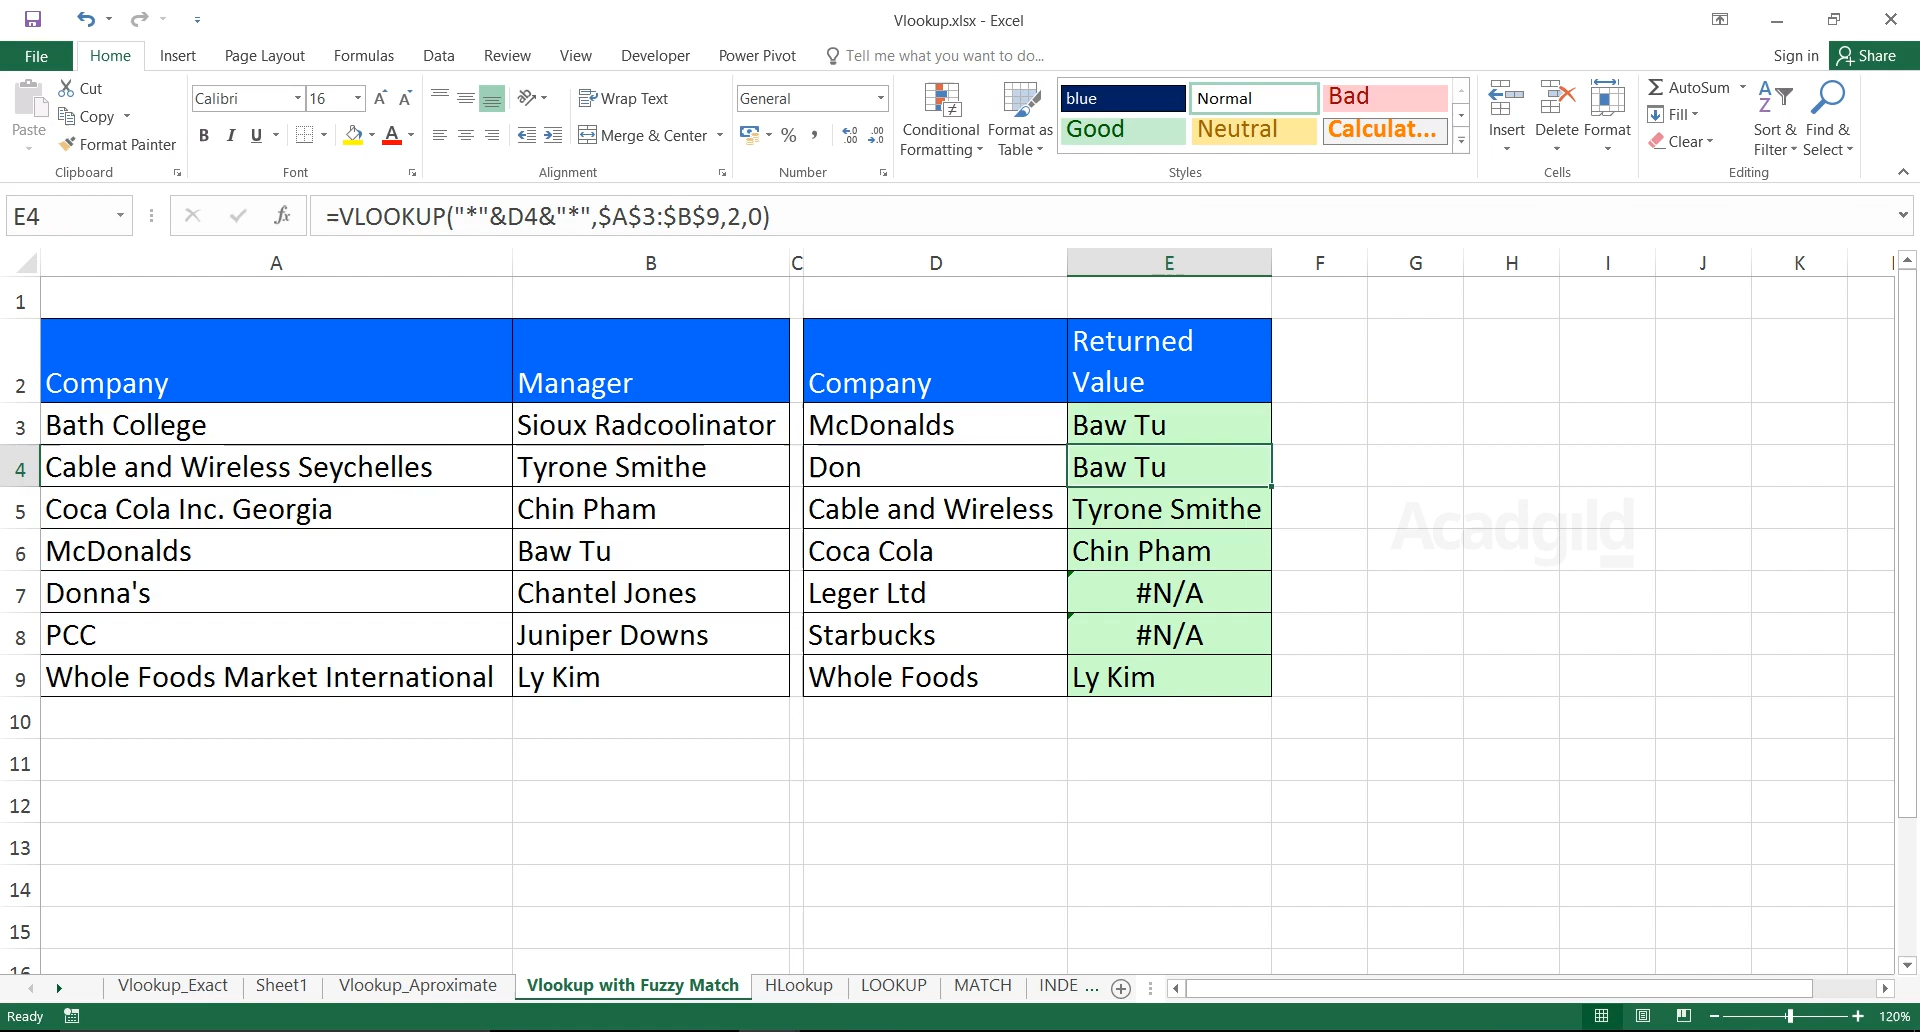 Vlookup.xlsx - Excel
File Home Insert Page Layout Formulas Data Review View Developer Power Pivot Tell me what you want to do... Sign in Share
Paste
Cut
Copy
Format Painter
Clipboard
Calibri 16
B I U
Font
Wrap Text
Merge & Center
Alignment
General
%
Number
Conditional
Formatting
Format as
Table
blue Normal Bad
Good Neutral Calculat...
Styles
Insert Delete Format
Cells
AutoSum
Fill
Clear
Sort &
Filter
Find &
Select
Editing
E4 fx =VLOOKUP("*"&D4&"*",$A$3:$B$9,2,0)
A B C D E F G H I J K
1
2 Company Manager Company Returned
Value
3 Bath College Sioux Radcoolinator McDonalds Baw Tu
4 Cable and Wireless Seychelles Tyrone Smithe Don Baw Tu
5 Coca Cola Inc. Georgia Chin Pham Cable and Wireless Tyrone Smithe
6 McDonalds Baw Tu Coca Cola Chin Pham
7 Donna's Chantel Jones Leger Ltd #N/A
8 PCC Juniper Downs Starbucks #N/A
9 Whole Foods Market International Ly Kim Whole Foods Ly Kim
Acadgild
10
11
12
13
14
15
16
Vlookup_Exact Sheet1 Vlookup_Aproximate Vlookup with Fuzzy Match HLookup LOOKUP MATCH INDE ...
Ready 120%